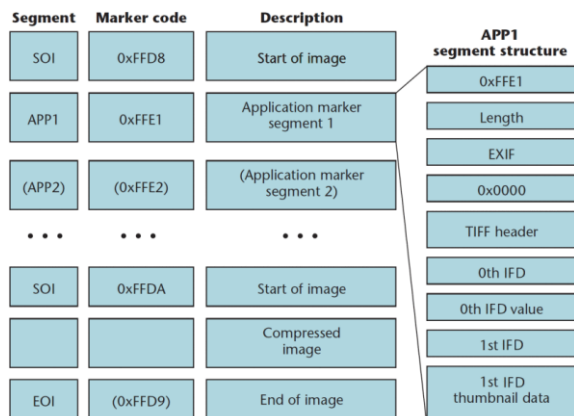 Segment Marker code Description
SOI 0xFFD8 Start of image
APP1 0xFFE1 Application marker
segment 1
(APP2) (0xFFE2) (Application marker
segment 2)
• • • • • • • • •
SOI 0xFFDA Start of image
Compressed
image
EOI (0xFFD9) End of image
APP1
segment structure
0xFFE1
Length
EXIF
0x0000
TIFF header
0th IFD
0th IFD value
1st IFD
1st IFD
thumbnail data